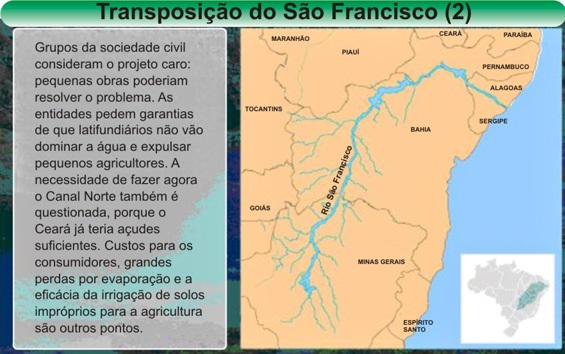 Transposição do São Francisco (2)
Grupos da sociedade civil
consideram o projeto caro:
pequenas obras poderiam
resolver o problema. As
entidades pedem garantias
de que latifundiários não vão
dominar a água e expulsar
pequenos agricultores. A
necessidade de fazer agora
o Canal Norte também é
questionada, porque o
Ceará já teria açudes
suficientes. Custos para os
consumidores, grandes
perdas por evaporação e a
eficácia da irrigação de solos
impróprios para a agricultura
são outros pontos.
MARANHÃO
CEARÁ
PARAÍBA
PIAUÍ
PERNAMBUCO
ALAGOAS
TOCANTINS
SERGIPE
BAHIA
Rio São Francisco
GOIÁS
MINAS GERAIS
ESPÍRITO
SANTO